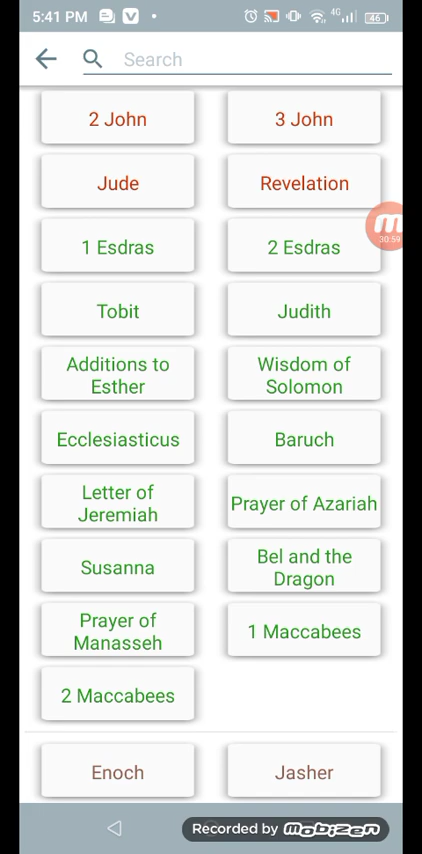 5:41 PM
4G
46
Search
2 John
3 John
Jude
Revelation
30:59
1 Esdras
2 Esdras
Tobit
Judith
Additions to
Esther
Wisdom of
Solomon
Ecclesiasticus
Baruch
Letter of
Jeremiah
Prayer of Azariah
Susanna
Bel and the
Dragon
Prayer of
Manasseh
1 Maccabees
2 Maccabees
Enoch
Jasher
Recorded by mobizen